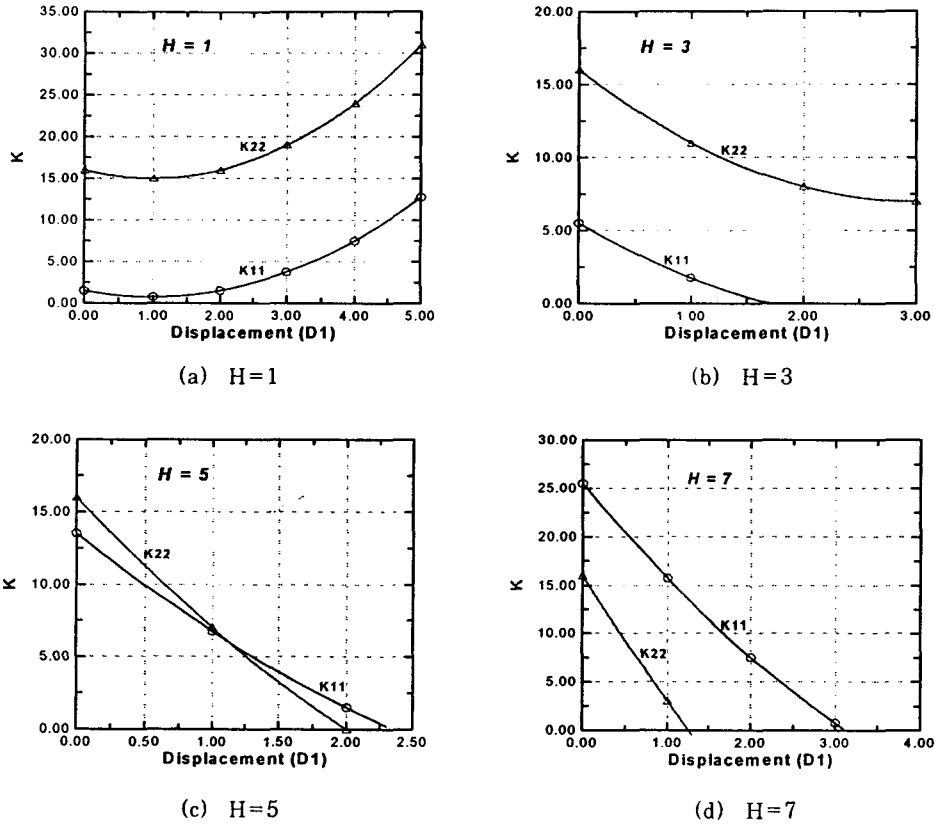 H = 1
K
35.00
30.00
25.00
20.00
15.00
10.00
5.00
0.00
K22
K11
0.00 1.00 2.00 3.00 4.00 5.00
Displacement (D1)
(a) H=1
H = 3
20.00
15.00
10.00
5.00
0.00
K22
K11
0.00 1.00 2.00 3.00
Displacement (D1)
(b) H=3
H = 5
K
20.00
15.00
10.00
5.00
0.00
K22
K11
0.00 0.50 1.00 1.50 2.00 2.50
Displacement (D1)
(c) H=5
H = 7
K
30.00
25.00
20.00
15.00
10.00
5.00
0.00
K11
K22
0.00 1.00 2.00 3.00 4.00
Displacement (D1)
(d) H=7